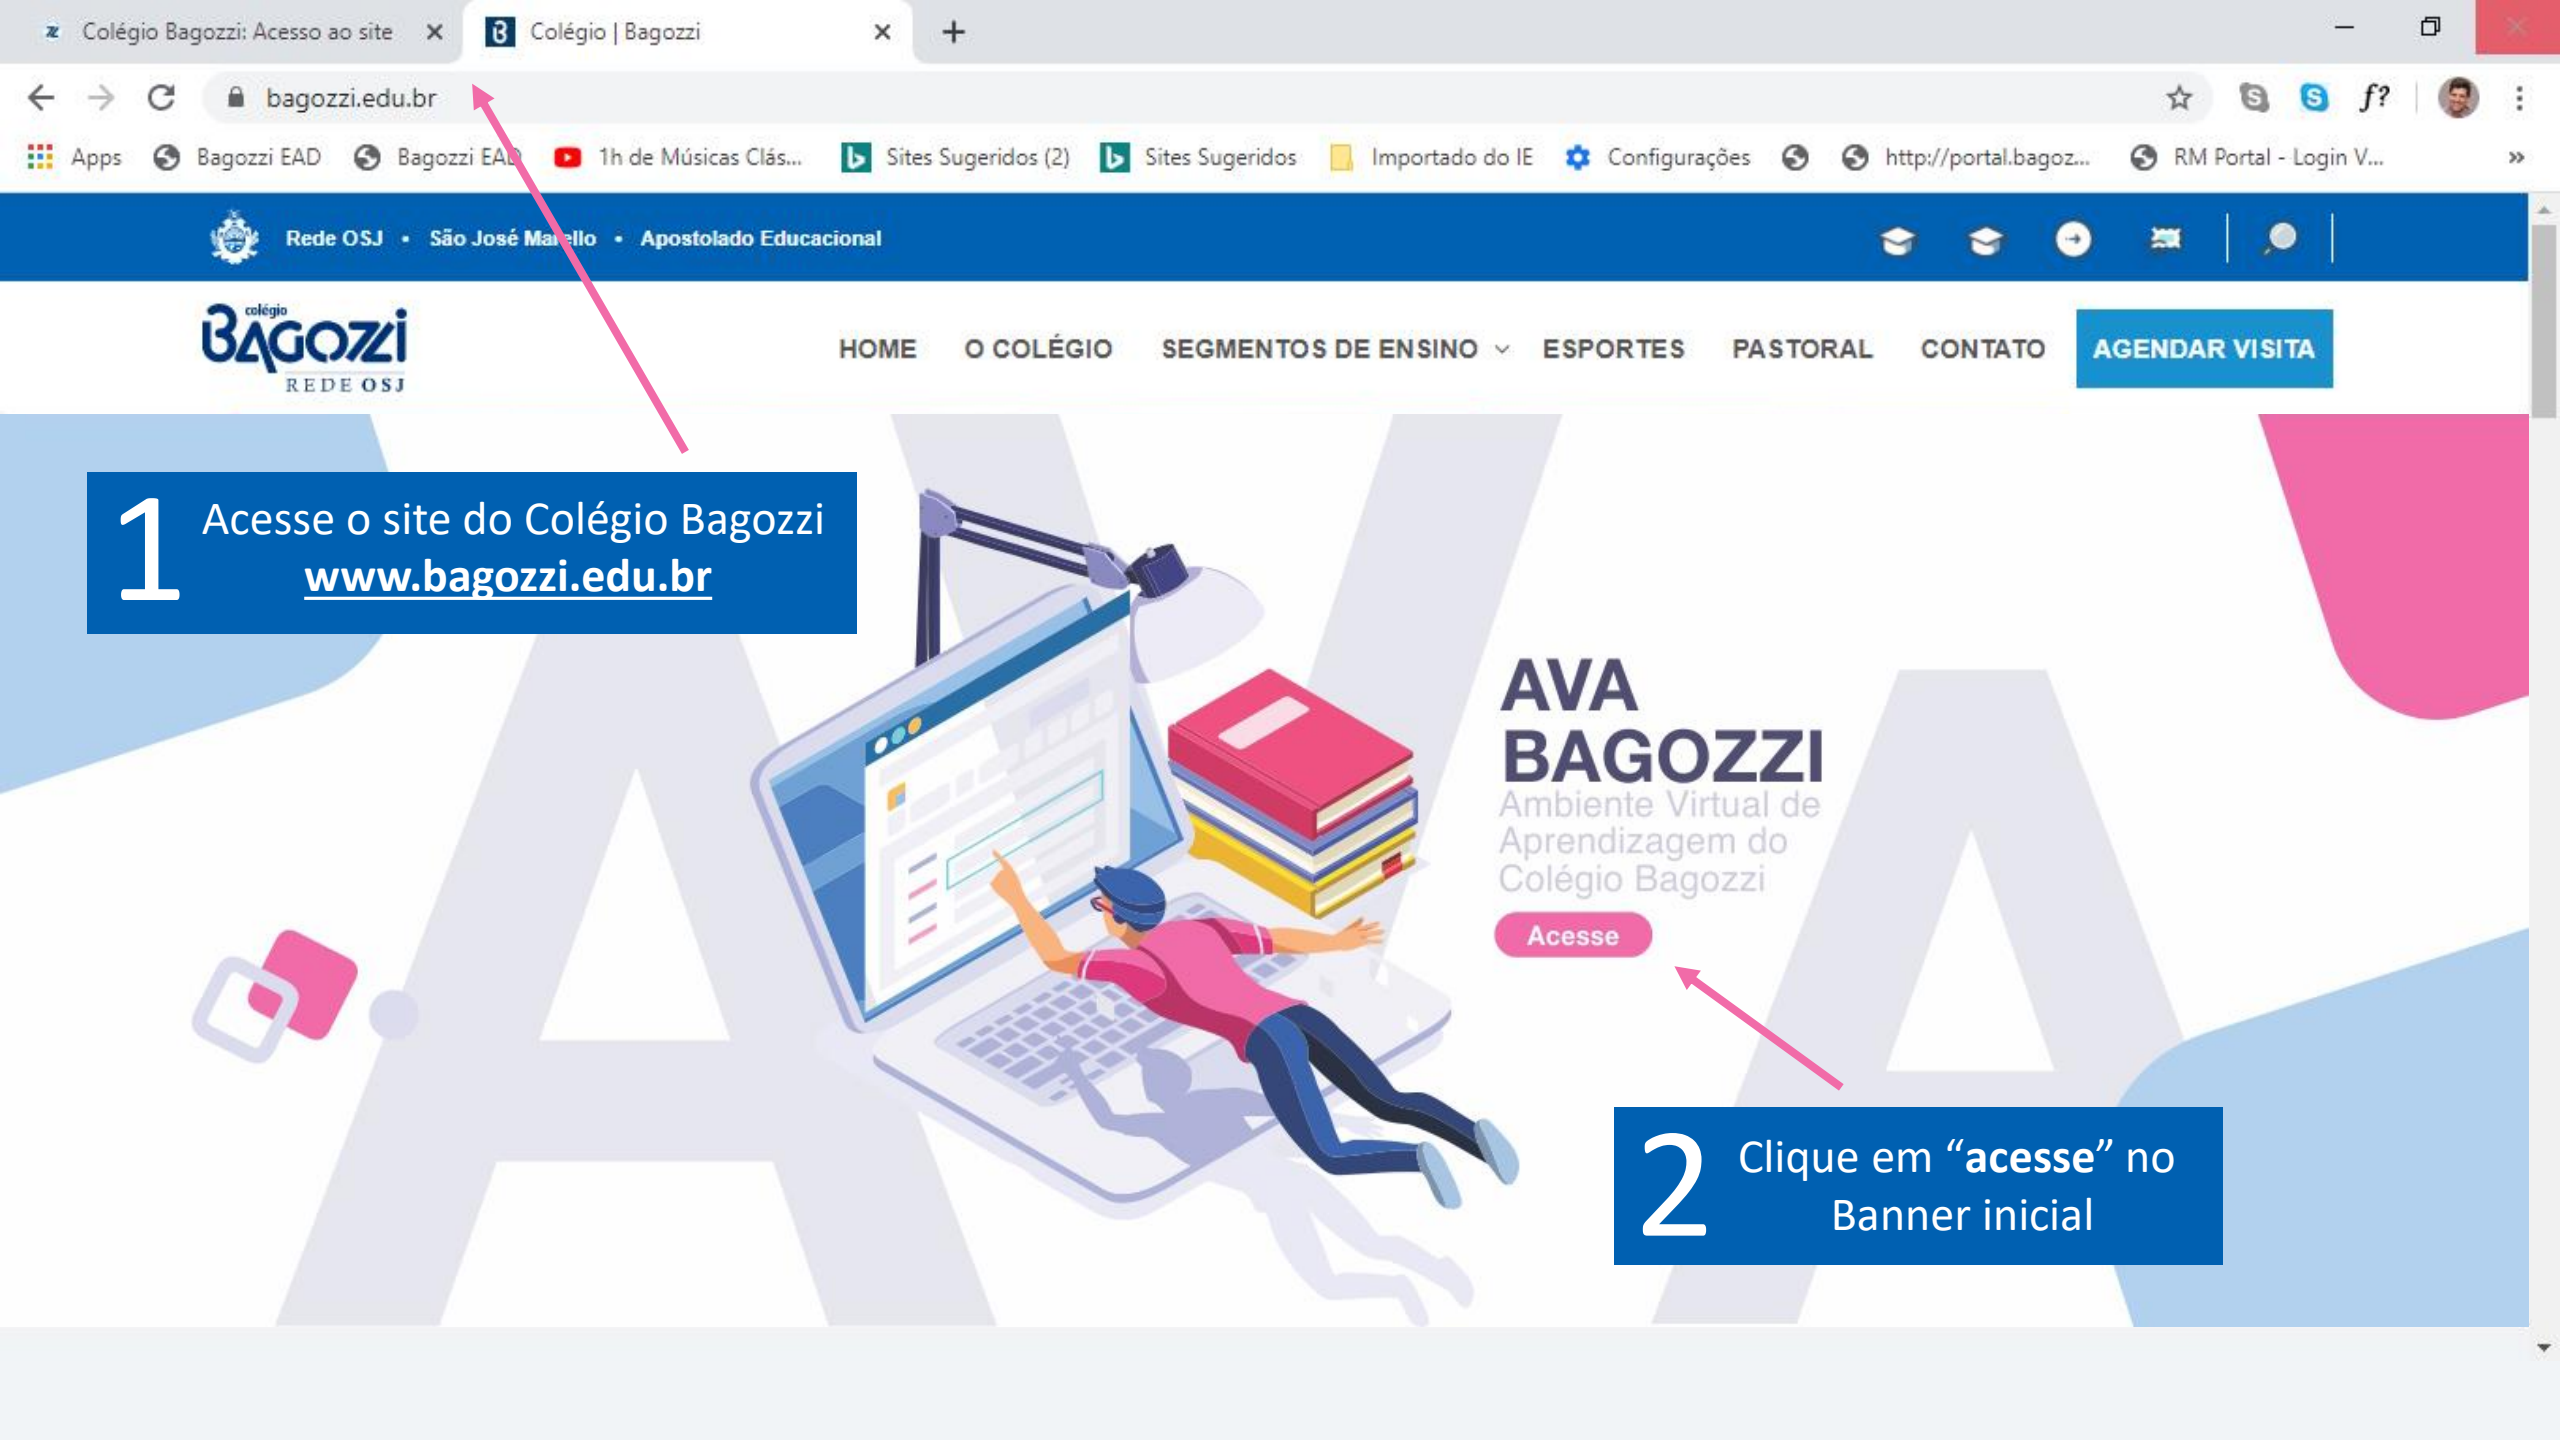 Colégio Bagozzi: Acesso ao site
Colégio | Bagozzi
bagozzi.edu.br
f?
Apps
Bagozzi EAD
Bagozzi EAD
1h de Músicas Clás...
Sites Sugeridos (2)
Sites Sugeridos
Importado do IE
Configurações
http://portal.bagoz...
RM Portal - Login V...
Rede OSJ • São José Marello • Apostolado Educacional
colégio
BAGOZZI
REDE OSJ
HOME
O COLÉGIO
SEGMENTOS DE ENSINO
ESPORTES
PASTORAL
CONTATO
AGENDAR VISITA
1
Acesse o site do Colégio Bagozzi
www.bagozzi.edu.br
AVA
AVA
BAGOZZI
Ambiente Virtual de
Aprendizagem do
Colégio Bagozzi
Acesse
2
Clique em “acesse” no
Banner inicial